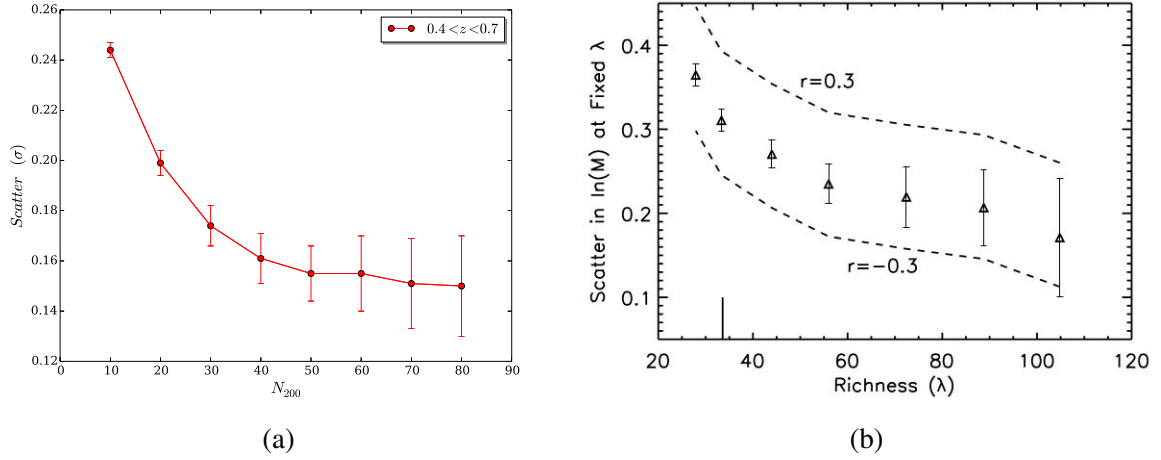 0.26
0.24
0.22
0.20
0.18
0.16
0.14
0.12
Scatter (σ)
0.4<z<0.7
0 10 20 30 40 50 60 70 80 90
N₂₀₀
(a)
0.4
0.3
0.2
0.1
Scatter in ln(M) at Fixed λ
r=0.3
r=−0.3
20 40 60 80 100 120
Richness (λ)
(b)